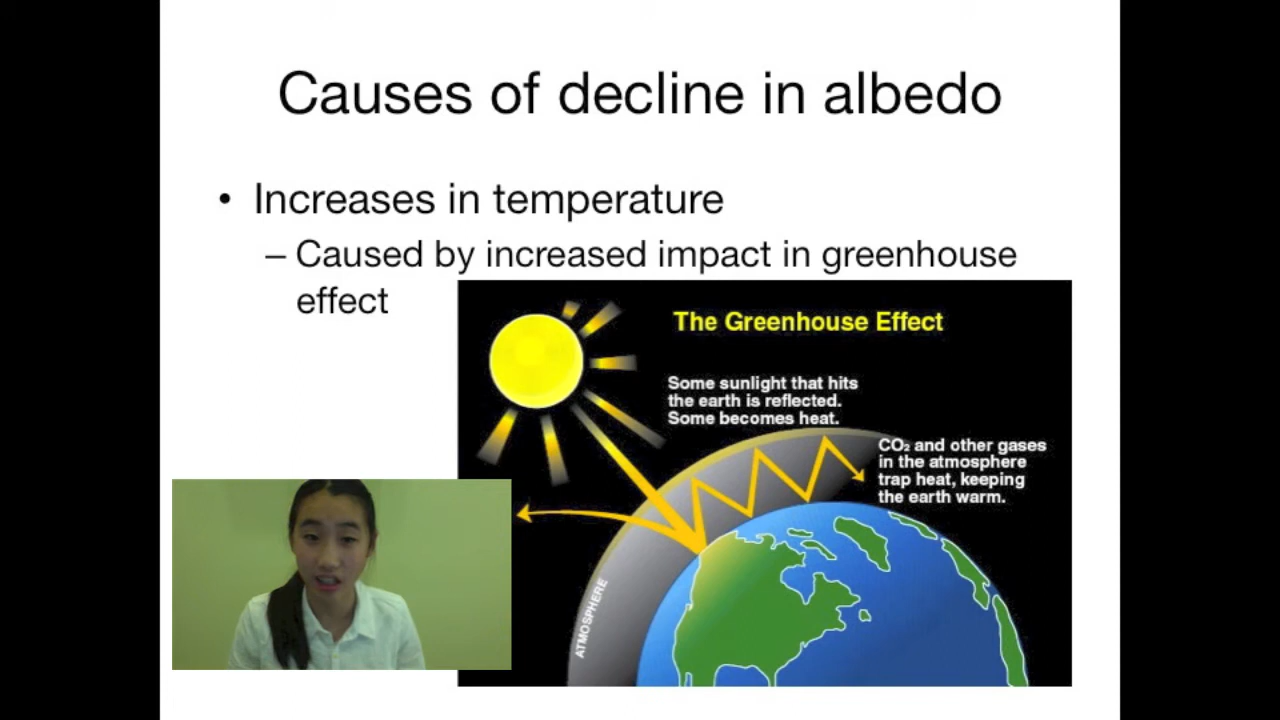 Causes of decline in albedo
• Increases in temperature
– Caused by increased impact in greenhouse
effect
The Greenhouse Effect
Some sunlight that hits
the earth is reflected.
Some becomes heat.
CO₂ and other gases
in the atmosphere
trap heat, keeping
the earth warm.
ATMOSPHERE